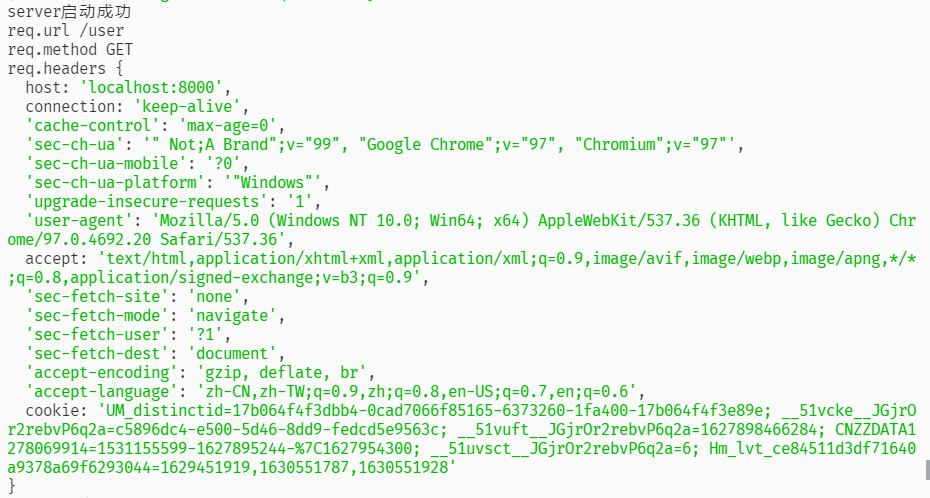 server启动成功
req.url /user
req.method GET
req.headers {
  host: 'localhost:8000',
  connection: 'keep-alive',
  'cache-control': 'max-age=0',
  'sec-ch-ua': '" Not;A Brand";v="99", "Google Chrome";v="97", "Chromium";v="97"',
  'sec-ch-ua-mobile': '?0',
  'sec-ch-ua-platform': '"Windows"',
  'upgrade-insecure-requests': '1',
  'user-agent': 'Mozilla/5.0 (Windows NT 10.0; Win64; x64) AppleWebKit/537.36 (KHTML, like Gecko) Chr
ome/97.0.4692.20 Safari/537.36',
  accept: 'text/html,application/xhtml+xml,application/xml;q=0.9,image/avif,image/webp,image/apng,*/*
;q=0.8,application/signed-exchange;v=b3;q=0.9',
  'sec-fetch-site': 'none',
  'sec-fetch-mode': 'navigate',
  'sec-fetch-user': '?1',
  'sec-fetch-dest': 'document',
  'accept-encoding': 'gzip, deflate, br',
  'accept-language': 'zh-CN,zh-TW;q=0.9,zh;q=0.8,en-US;q=0.7,en;q=0.6',
  cookie: 'UM_distinctid=17b064f4f3dbb4-0cad7066f85165-6373260-1fa400-17b064f4f3e89e; __51vcke__JGjrO
r2rebvP6q2a=c5896dc4-e500-5d46-8dd9-fedcd5e9563c; __51vuft__JGjrOr2rebvP6q2a=1627898466284; CNZZDATA1
278069914=1531155599-1627895244-%7C1627954300; __51uvsct__JGjrOr2rebvP6q2a=6; Hm_lvt_ce84511d3df71640
a9378a69f6293044=1629451919,1630551787,1630551928'
}